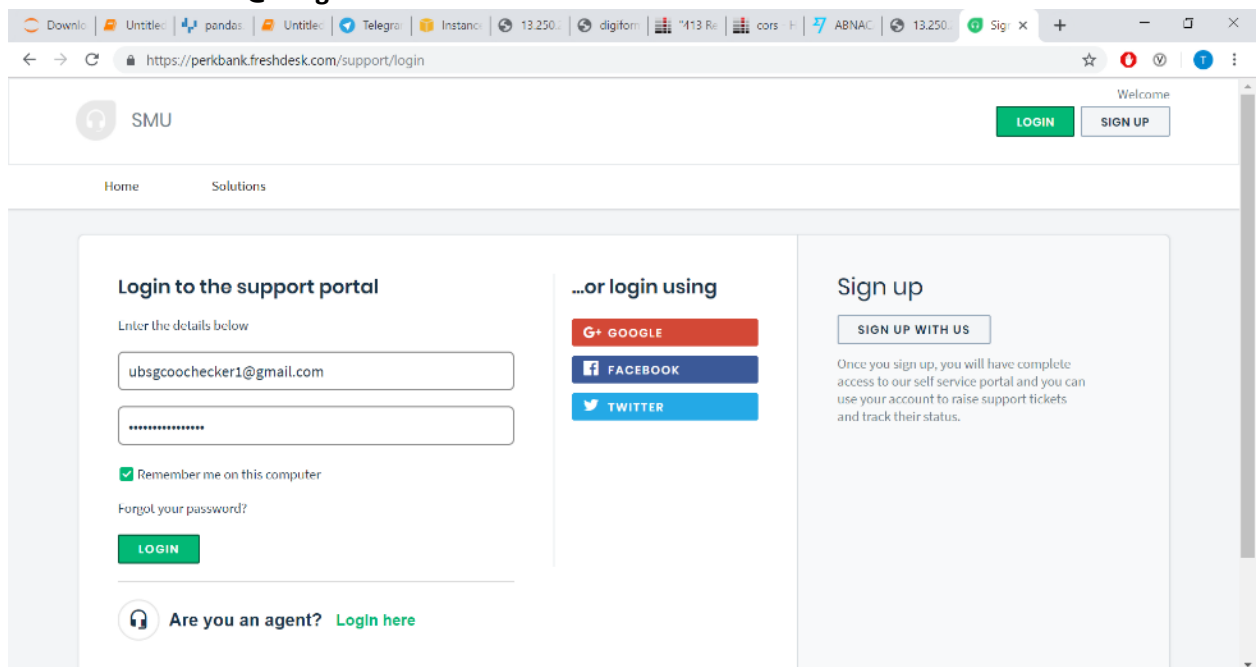 Downlo Untitled pandas. Untitled Telegra Instance 13.250.: digiform "413 Re cors H ABNAC 13.250. Sigr × +
https://perkbank.freshdesk.com/support/login
Welcome
SMU
LOGIN SIGN UP
Home Solutions
Login to the support portal
Enter the details below
ubsgcoochecker1@gmail.com
Remember me on this computer
Forgot your password?
LOGIN
Are you an agent? Login here
...or login using
G+ GOOGLE
FACEBOOK
TWITTER
Sign up
SIGN UP WITH US
Once you sign up, you will have complete
access to our self service portal and you can
use your account to raise support tickets
and track their status.